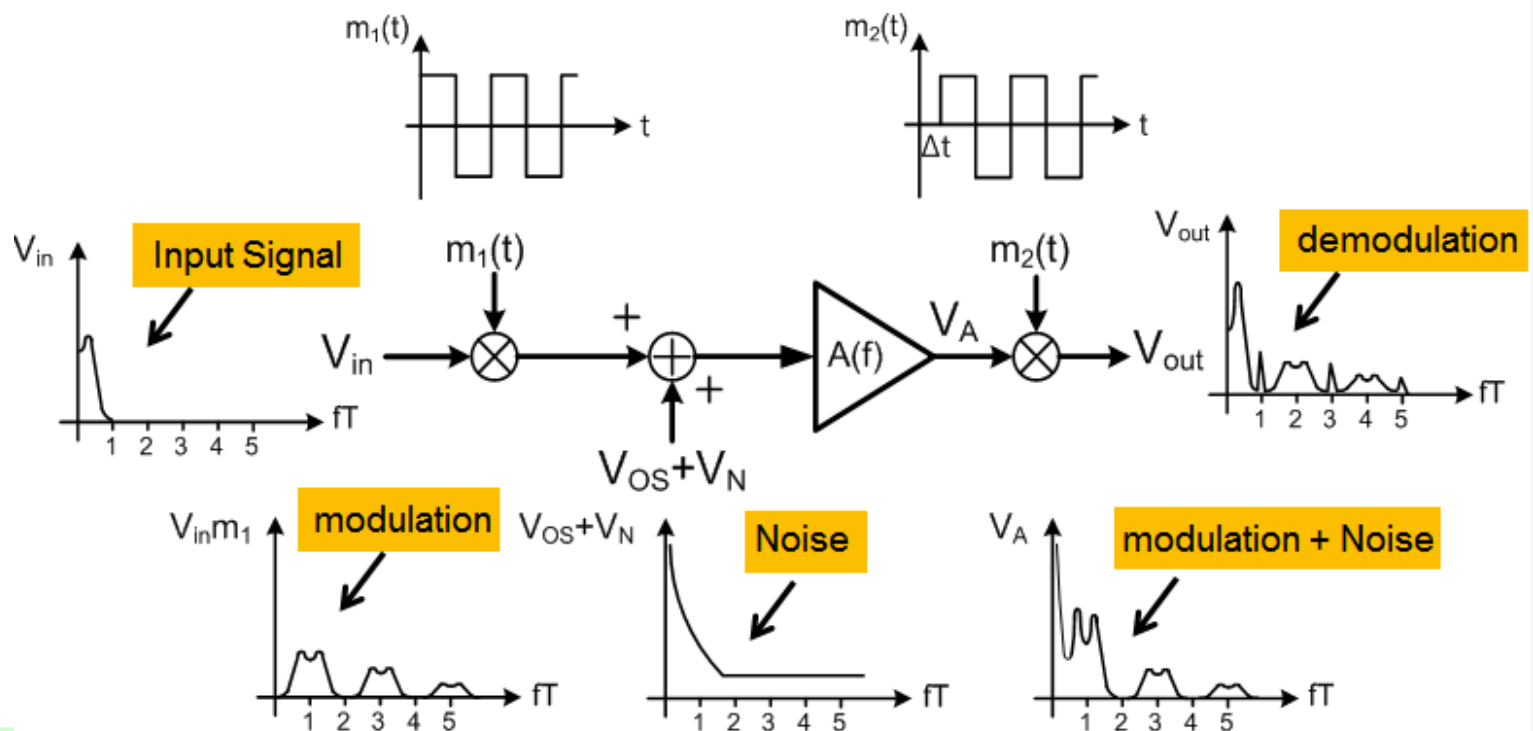 m₁(t)
t
m₂(t)
Δt
t
V_in
Input Signal
1 2 3 4 5
fT
m₁(t)
V_in
+
+
V_OS+V_N
A(f)
V_A
m₂(t)
V_out
V_out
demodulation
1 2 3 4 5
fT
V_in m₁
modulation
1 2 3 4 5
fT
V_OS+V_N
Noise
1 2 3 4 5
fT
V_A
modulation + Noise
1 2 3 4 5
fT